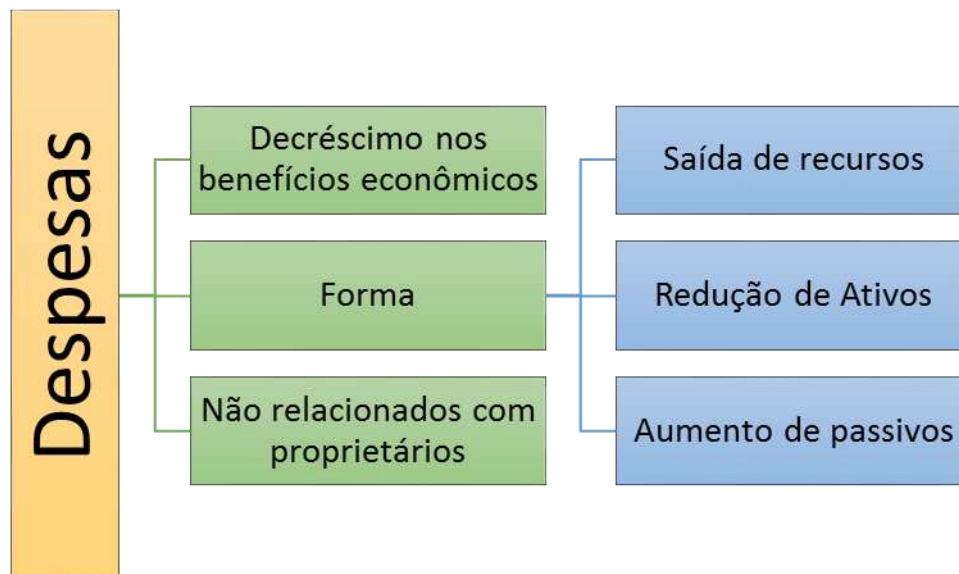 Despesas
Decréscimo nos
benefícios econômicos
Forma
Não relacionados com
proprietários
Saída de recursos
Redução de Ativos
Aumento de passivos